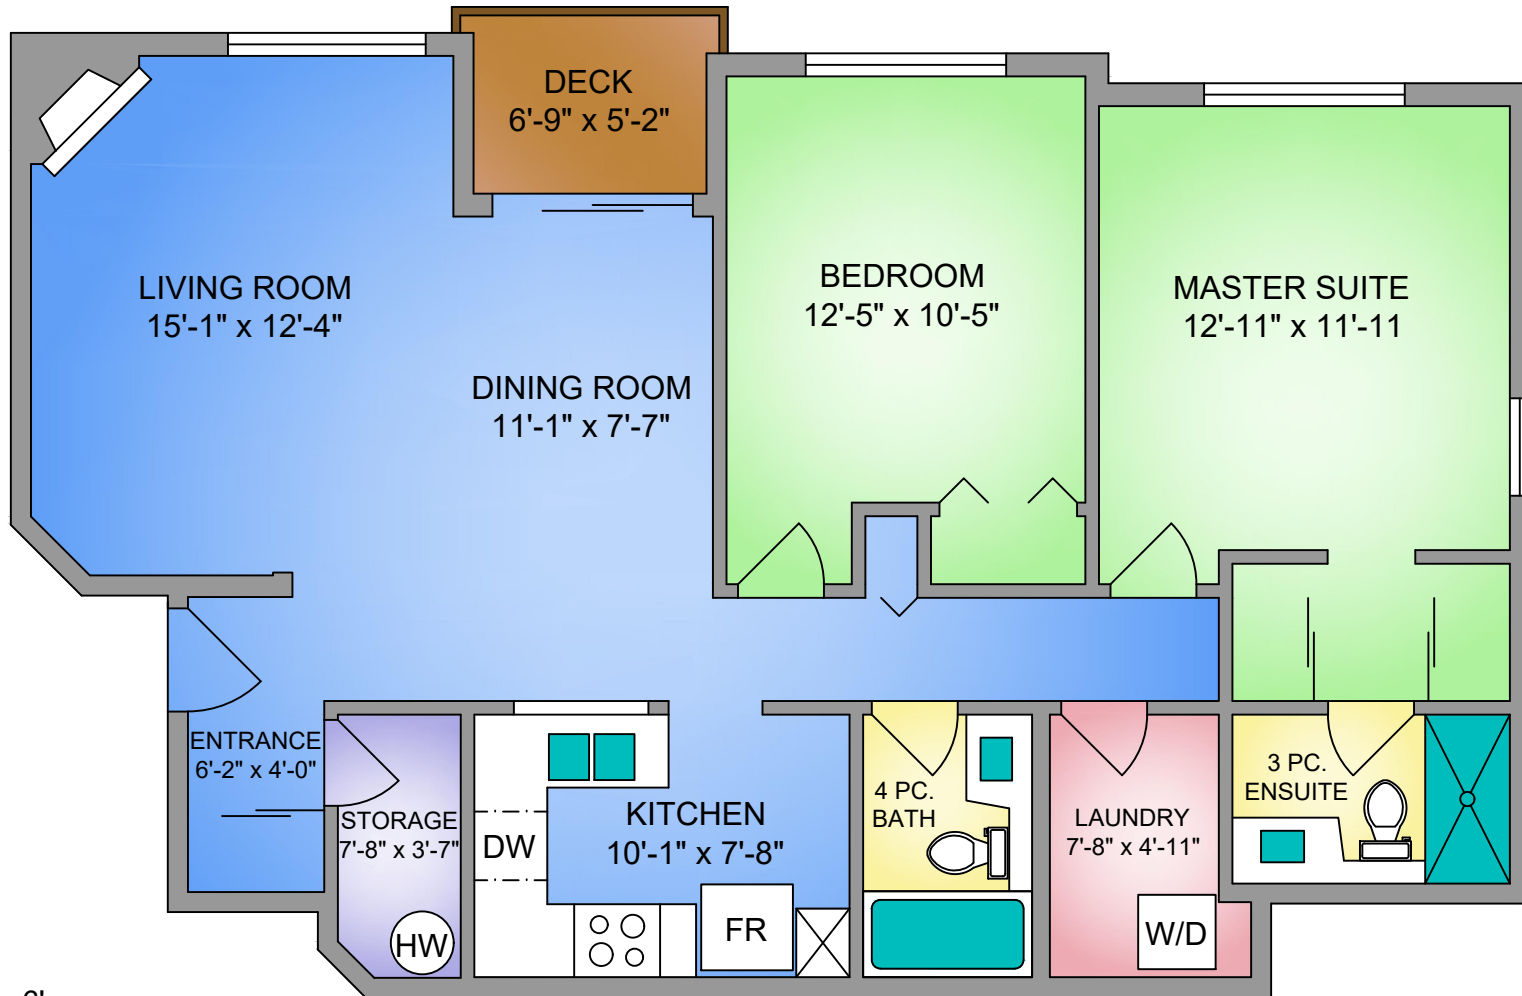 DECK
6'-9" x 5'-2"
LIVING ROOM
15'-1" x 12'-4"
BEDROOM
12'-5" x 10'-5"
MASTER SUITE
12'-11" x 11'-11
DINING ROOM
11'-1" x 7'-7"
ENTRANCE
6'-2" x 4'-0"
STORAGE
7'-8" x 3'-7"
HW
DW
KITCHEN
10'-1" x 7'-8"
FR
4 PC.
BATH
LAUNDRY
7'-8" x 4'-11"
W/D
3 PC.
ENSUITE